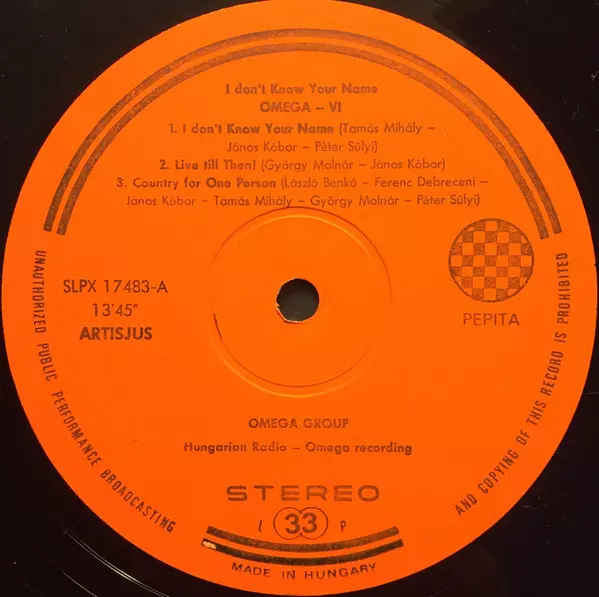 I don't Know Your Name
OMEGA – VI
1. I don't Know Your Name (Tamás Mihály –
János Kóbor – Péter Sülyi)
2. Live till Then! (György Molnár – János Kóbor)
3. Country for One Person (László Benkő – Ferenc Debreceni –
János Kóbor – Tamás Mihály – György Molnár – Péter Sülyi)
SLPX 17483-A
13'45"
ARTISJUS
PEPITA
OMEGA GROUP
Hungarian Radio – Omega recording
STEREO
l 33 P
MADE IN HUNGARY
UNAUTHORIZED PUBLIC PERFORMANCE BROADCASTING
AND COPYING OF THIS RECORD IS PROHIBITED